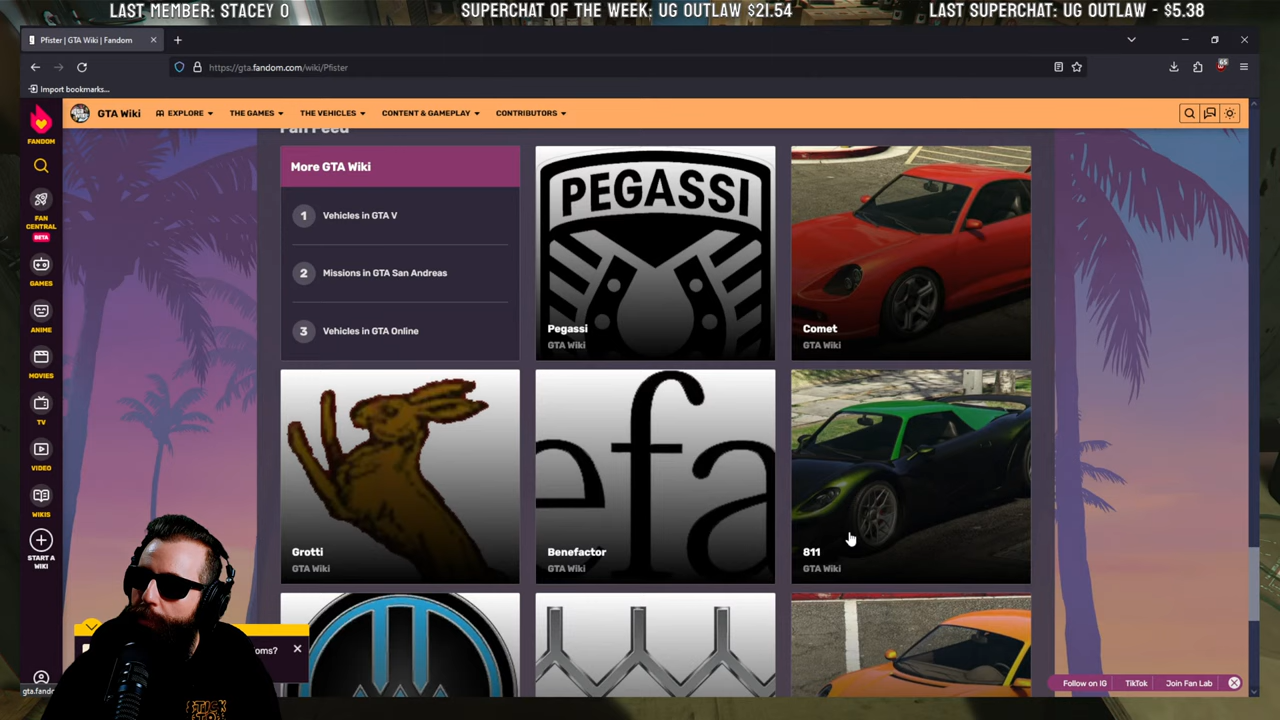 LAST MEMBER: STACEY O
SUPERCHAT OF THE WEEK: UG OUTLAW $21.54
LAST SUPERCHAT: UG OUTLAW - $5.38
Pfister | GTA Wiki | Fandom
https://gta.fandom.com/wiki/Pfister
Import bookmarks...
65
FANDOM
FAN CENTRAL
BETA
GAMES
ANIME
MOVIES
TV
VIDEO
WIKIS
START A WIKI
GTA Wiki
EXPLORE
THE GAMES
THE VEHICLES
CONTENT & GAMEPLAY
CONTRIBUTORS
Fan Feed
More GTA Wiki
1 Vehicles in GTA V
2 Missions in GTA San Andreas
3 Vehicles in GTA Online
PEGASSI
Pegassi
GTA Wiki
Comet
GTA Wiki
Grotti
GTA Wiki
efa
Benefactor
GTA Wiki
811
GTA Wiki
oms?
gta.fand
Follow on IG
TikTok
Join Fan Lab